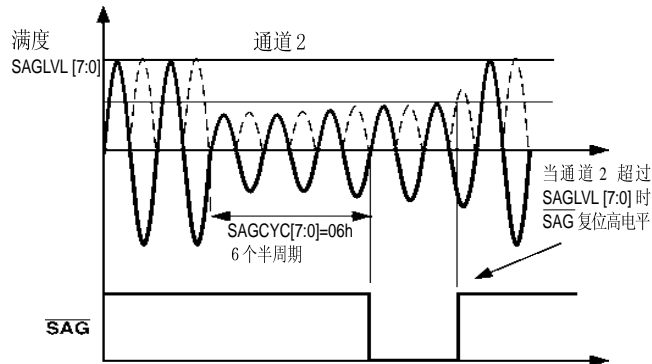 满度
通道2
SAGLVL [7:0]
当通道2 超过
SAGLVL [7:0] 时
SAG 复位高电平
SAGCYC[7:0]=06h
6个半周期
SAG